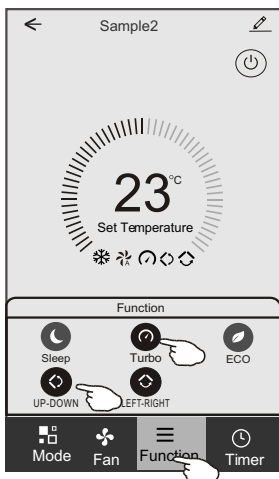 Sample2
23°C
Set Temperature
A
Function
Sleep Turbo ECO
UP-DOWN LEFT-RIGHT
Mode Fan Function Timer